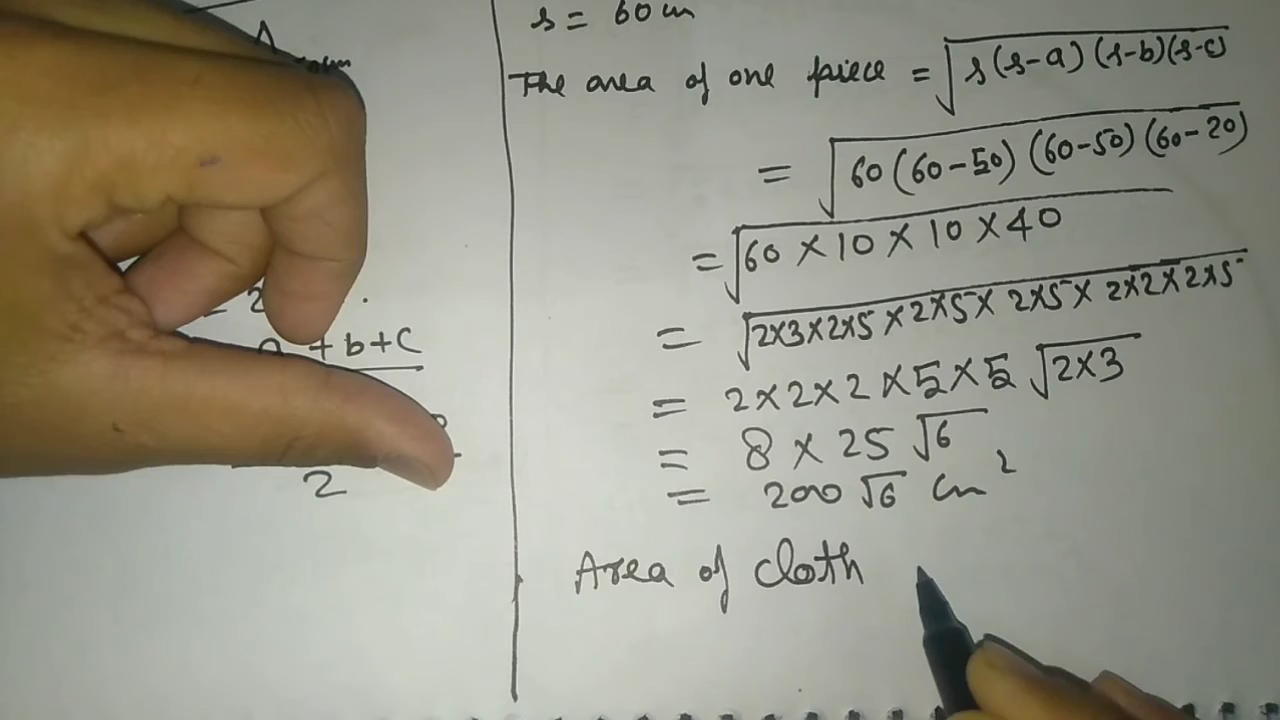 A
= 2
a + b + c
2
s = 60 cm
The area of one piece = √s(s-a)(s-b)(s-c)
= √60(60-50)(60-50)(60-20)
= √60 × 10 × 10 × 40
= √2×3×2×5×2×5×2×5×2×2×2×5
= 2×2×2×5×5 √2×3
= 8 × 25 √6
= 200 √6 cm²
Area of cloth